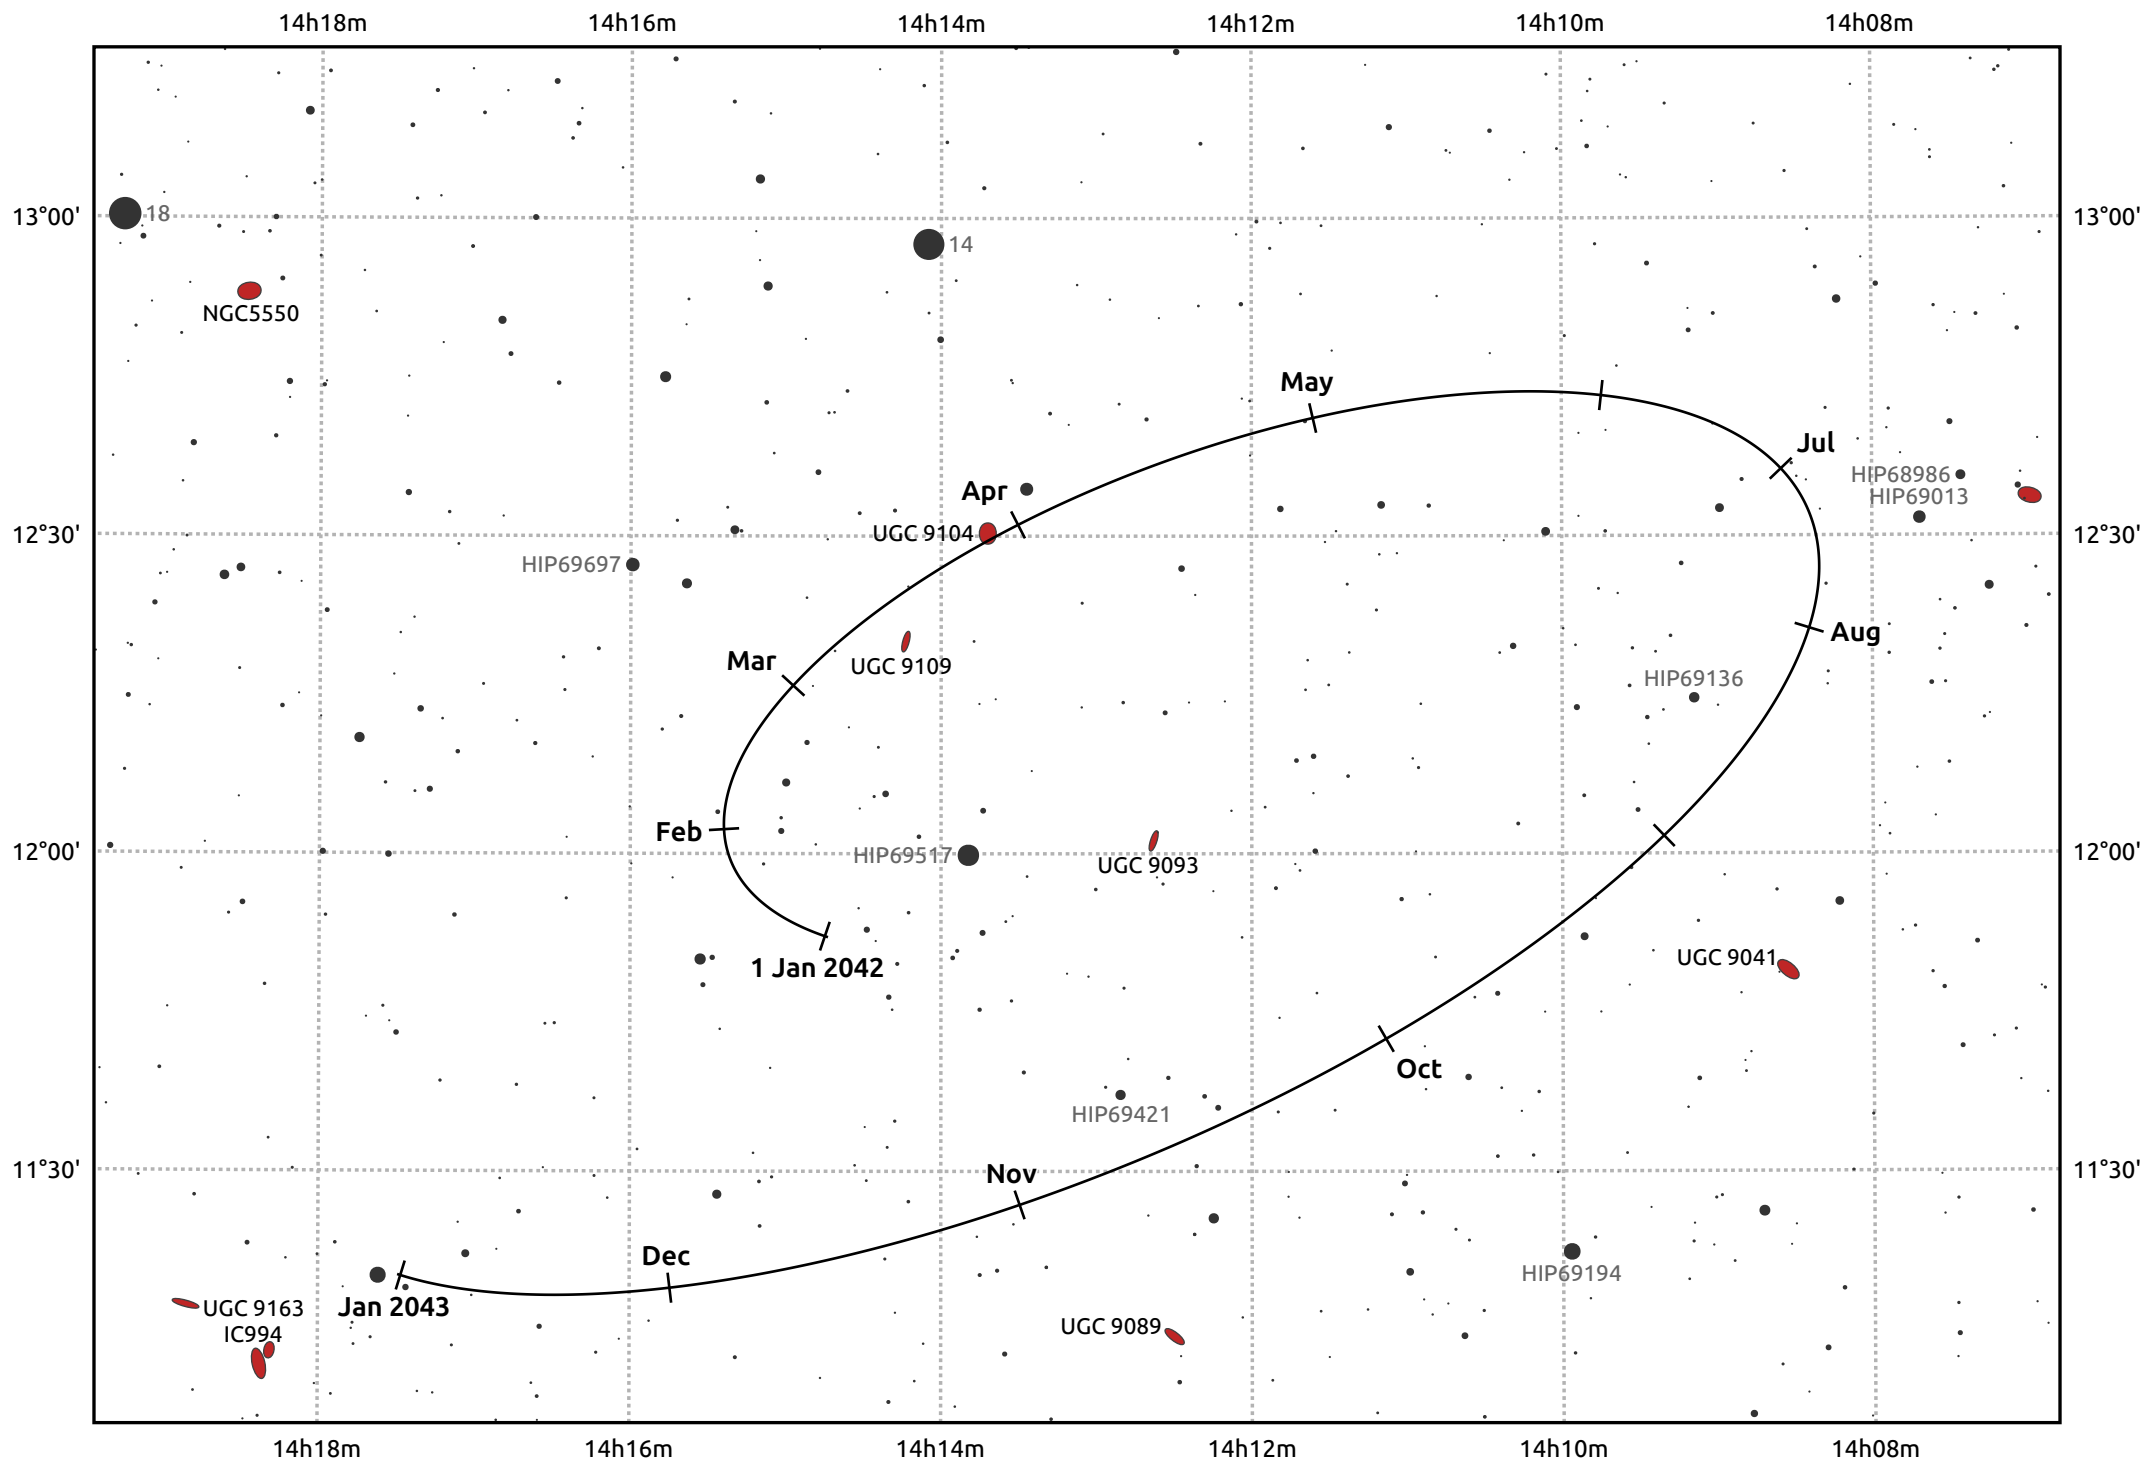 14h18m 14h16m 14h14m 14h12m 14h10m 14h08m
13°00' 18 14 13°00'
NGC5550
May
Jul
HIP68986
Apr HIP69013
12°30' UGC 9104 12°30'
HIP69697
Aug
Mar UGC 9109
HIP69136
Feb
12°00' HIP69517 UGC 9093 12°00'
1 Jan 2042 UGC 9041
Oct
HIP69421
11°30' Nov 11°30'
Dec
HIP69194
UGC 9163 Jan 2043
IC994 UGC 9089
14h18m 14h16m 14h14m 14h12m 14h10m 14h08m